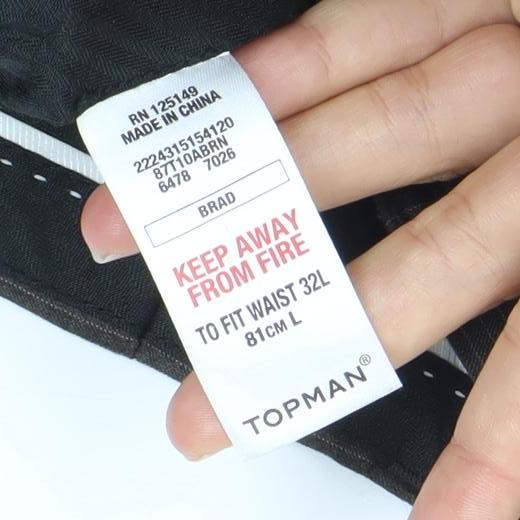 RN 125149
MADE IN CHINA
2224315154120
87T10ABRN
6478 7026
BRAD
KEEP AWAY
FROM FIRE
TO FIT WAIST 32L
81CM L
TOPMAN®